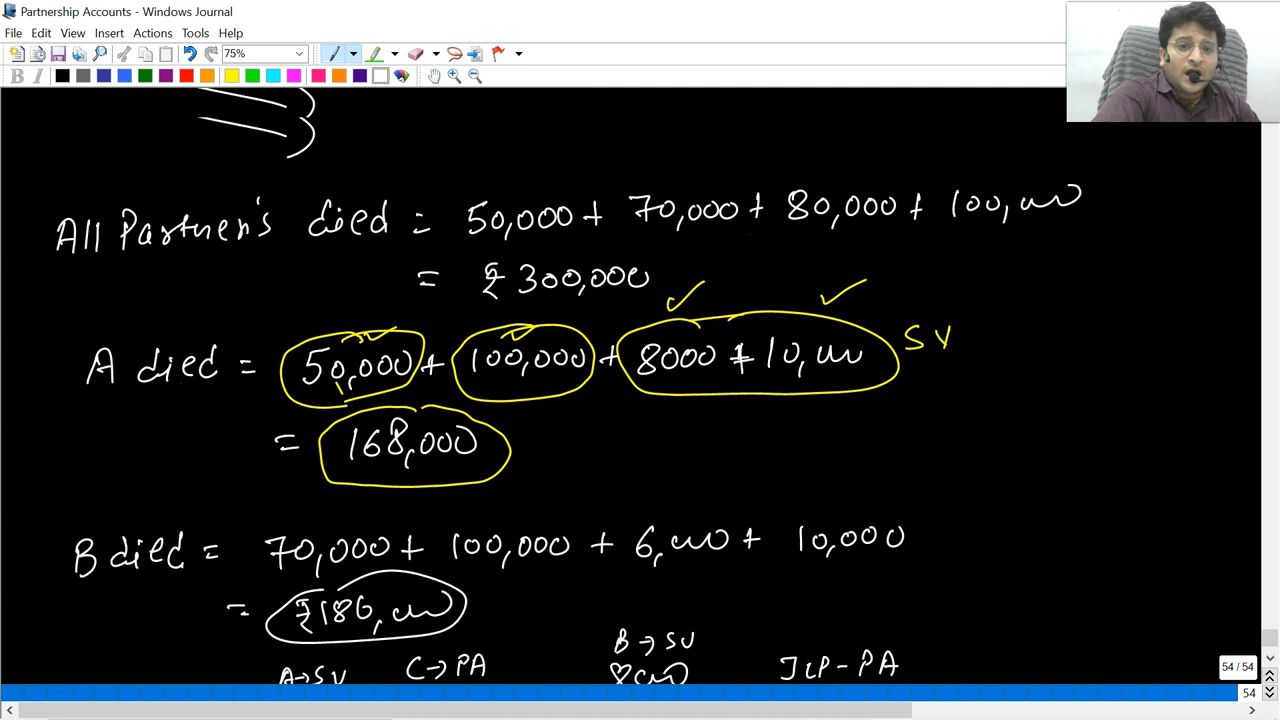 Partnership Accounts - Windows Journal
File Edit View Insert Actions Tools Help
75%
B I
All Partner's died = 50,000 + 70,000 + 80,000 + 100,000
= ₹ 300,000
A died = 50,000 + 100,000 + 8000 + 10,000 SV
= 168,000
B died = 70,000 + 100,000 + 6,000 + 10,000
= ₹186,000
B → SV
A → SV C → PA JLP - PA
54 / 54
54